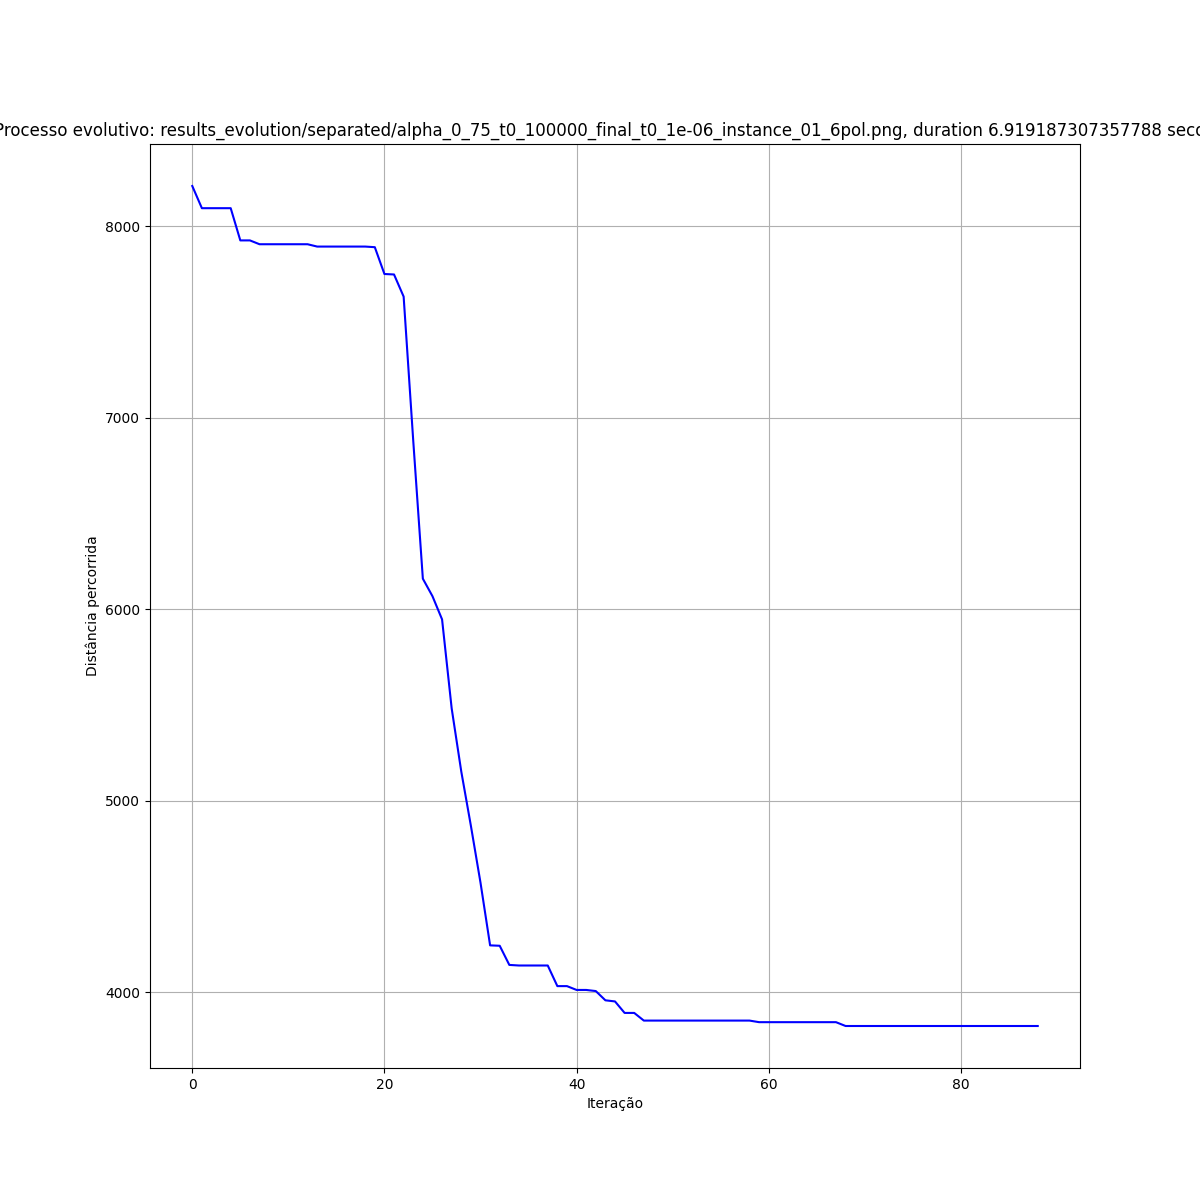 Processo evolutivo: results_evolution/separated/alpha_0_75_t0_100000_final_t0_1e-06_instance_01_6pol.png, duration 6.919187307357788
8000
7000
6000
5000
4000
Distância percorrida
0 20 40 60 80
Iteração